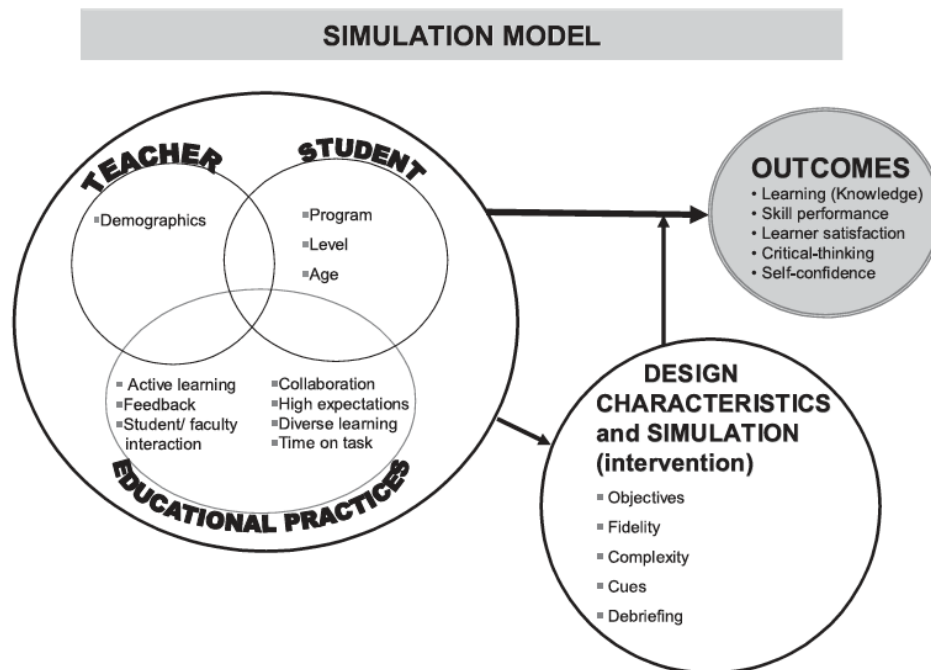 SIMULATION MODEL
TEACHER
▪Demographics
STUDENT
▪Program
▪Level
▪Age
▪ Active learning
▪Feedback
▪Student/ faculty
interaction
▪Collaboration
▪High expectations
▪Diverse learning
▪Time on task
EDUCATIONAL PRACTICES
OUTCOMES
• Learning (Knowledge)
• Skill performance
• Learner satisfaction
• Critical-thinking
• Self-confidence
DESIGN
CHARACTERISTICS
and SIMULATION
(intervention)
▪ Objectives
▪ Fidelity
▪ Complexity
▪ Cues
▪ Debriefing